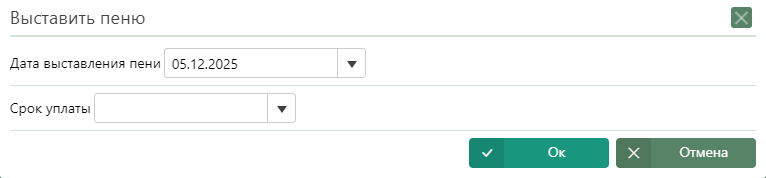 Выставить пеню
Дата выставления пени 05.12.2025
Срок уплаты
Ок Отмена